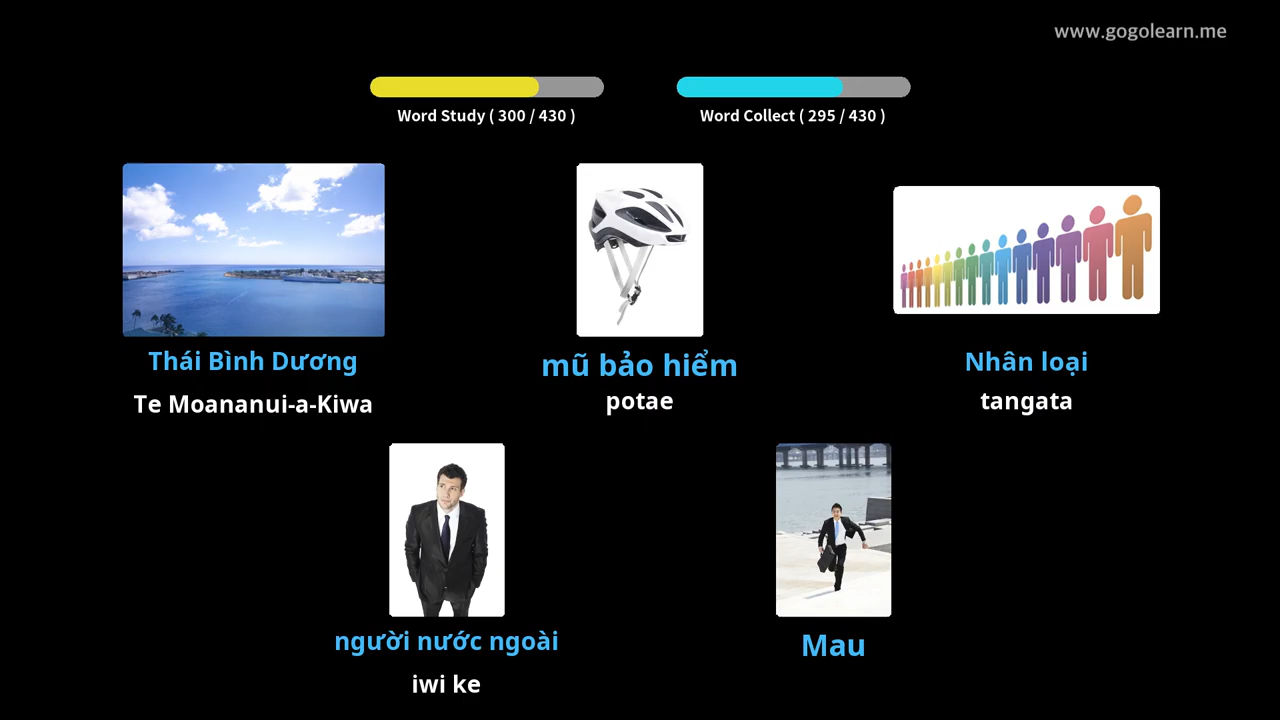 www.gogolearn.me
Word Study ( 300 / 430 )
Word Collect ( 295 / 430 )
Thái Bình Dương
Te Moananui-a-Kiwa
mũ bảo hiểm
potae
Nhân loại
tangata
người nước ngoài
iwi ke
Mau